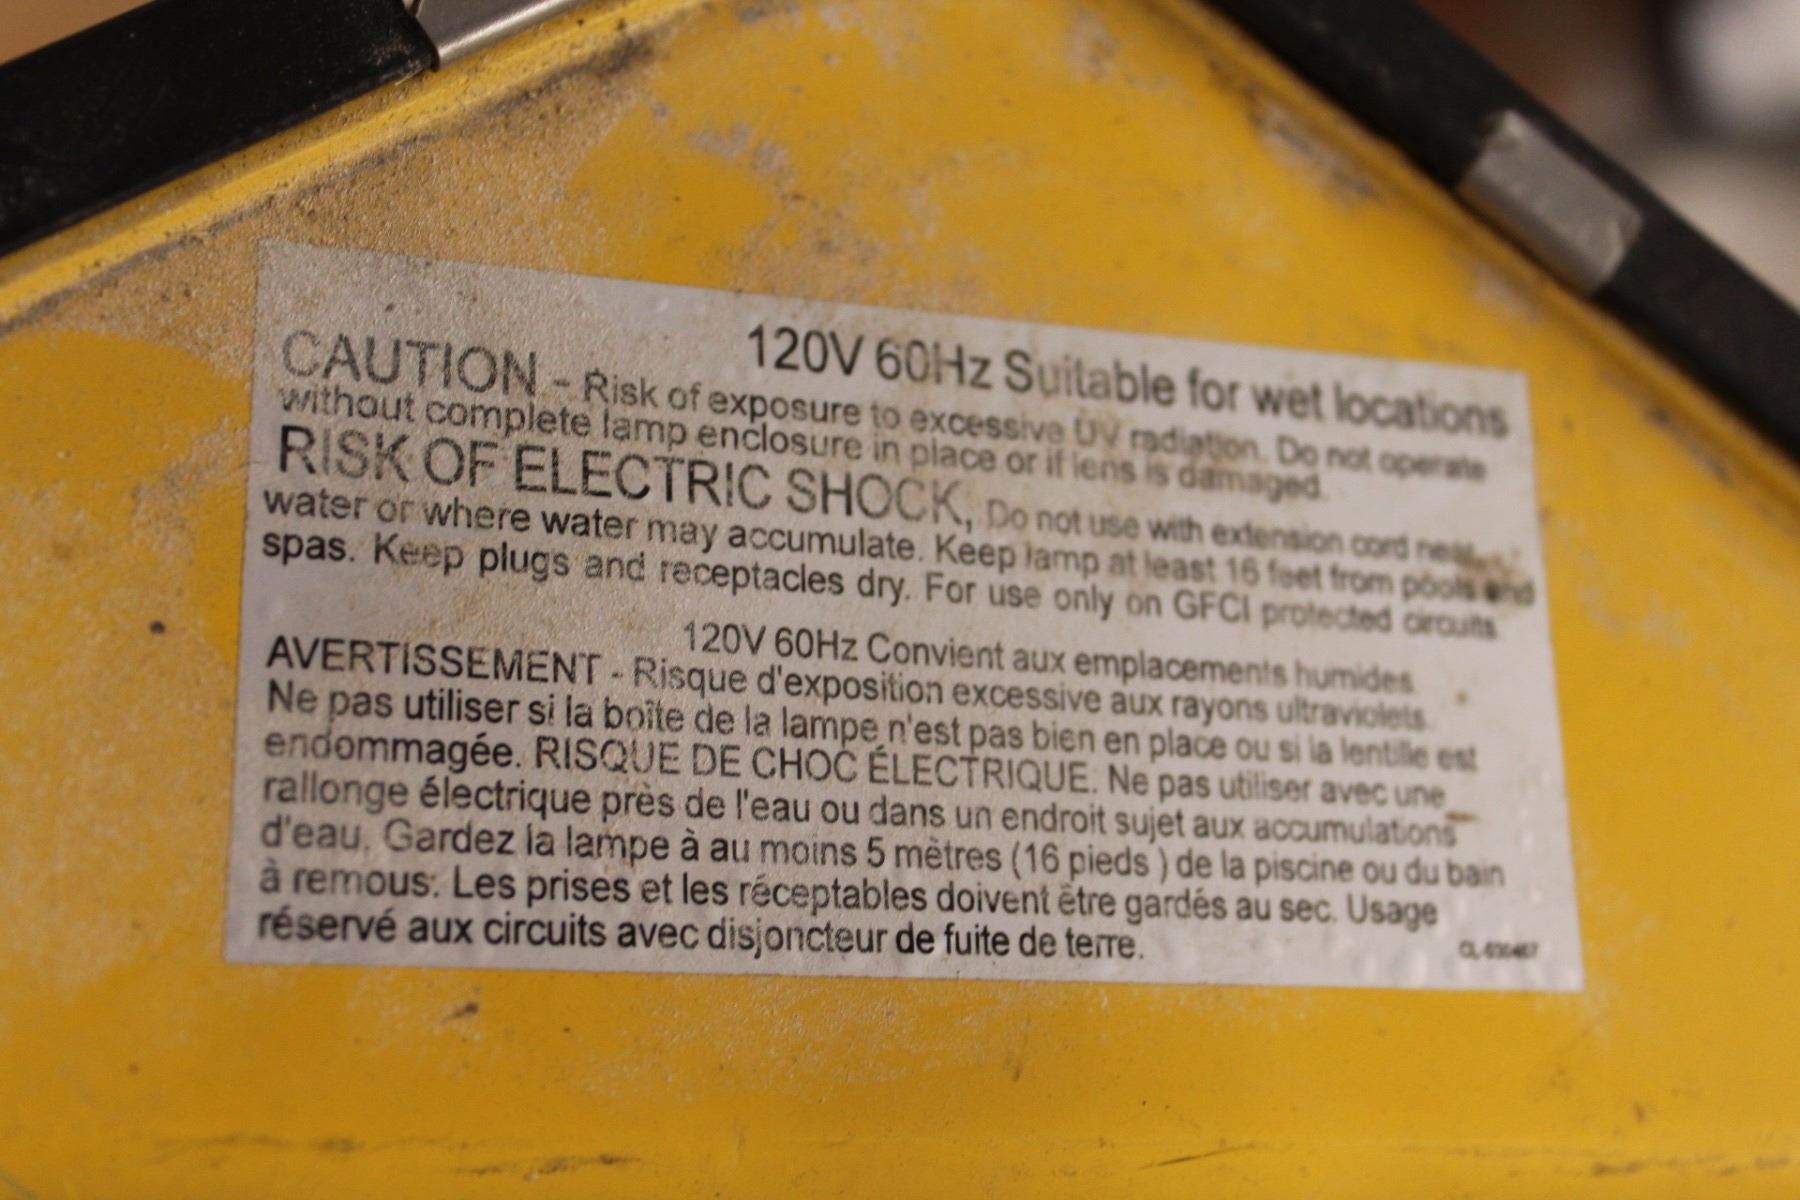 120V 60Hz Suitable for wet locations
CAUTION - Risk of exposure to excessive UV radiation. Do not operate
without complete lamp enclosure in place or if lens is damaged.
RISK OF ELECTRIC SHOCK, Do not use with extension cord near
water or where water may accumulate. Keep lamp at least 16 feet from pools and
spas. Keep plugs and receptacles dry. For use only on GFCI protected circuits.
120V 60Hz Convient aux emplacements humides.
AVERTISSEMENT - Risque d'exposition excessive aux rayons ultraviolets.
Ne pas utiliser si la boîte de la lampe n'est pas bien en place ou si la lentille est
endommagée. RISQUE DE CHOC ÉLECTRIQUE. Ne pas utiliser avec une
rallonge électrique près de l'eau ou dans un endroit sujet aux accumulations
d'eau. Gardez la lampe à au moins 5 mètres (16 pieds ) de la piscine ou du bain
à remous. Les prises et les réceptables doivent être gardés au sec. Usage
réservé aux circuits avec disjoncteur de fuite de terre.